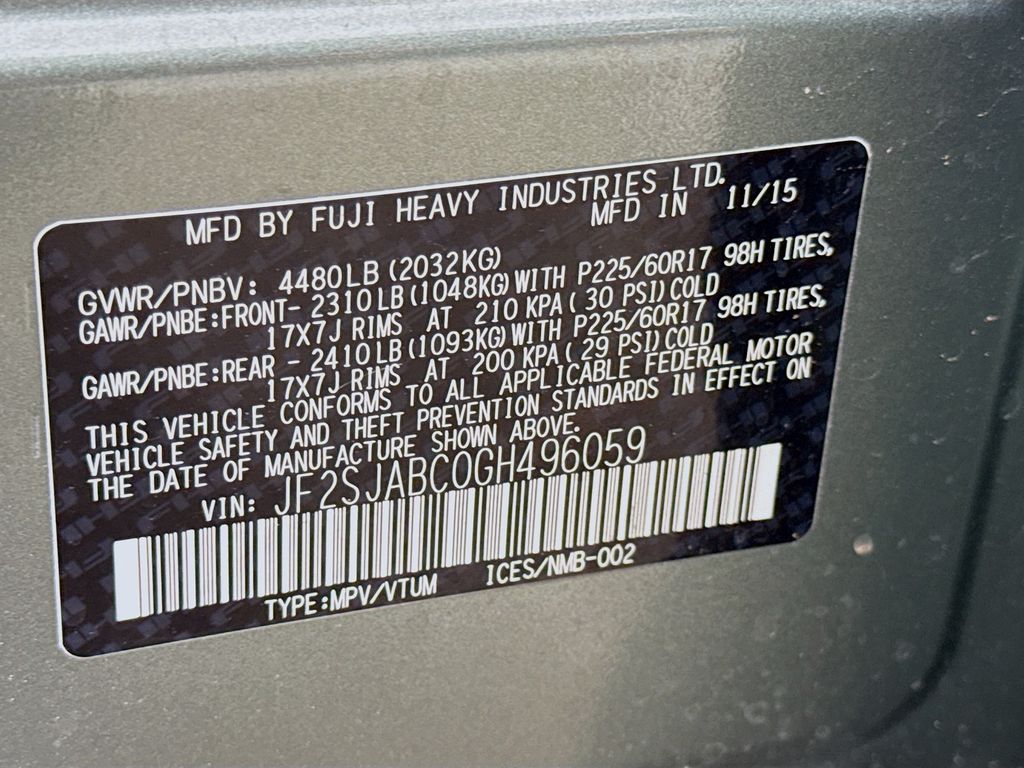 MFD BY FUJI HEAVY INDUSTRIES LTD.
MFD IN 11/15
GVWR/PNBV: 4480LB (2032KG)
GAWR/PNBE:FRONT- 2310LB(1048KG)WITH P225/60R17 98H TIRES,
17X7J RIMS AT 210 KPA( 30 PSI)COLD
GAWR/PNBE:REAR - 2410LB(1093KG)WITH P225/60R17 98H TIRES,
17X7J RIMS AT 200 KPA( 29 PSI)COLD
THIS VEHICLE CONFORMS TO ALL APPLICABLE FEDERAL MOTOR
VEHICLE SAFETY AND THEFT PREVENTION STANDARDS IN EFFECT ON
THE DATE OF MANUFACTURE SHOWN ABOVE.
VIN: JF2SJABC0GH496059
TYPE:MPV/VTUM ICES/NMB-002